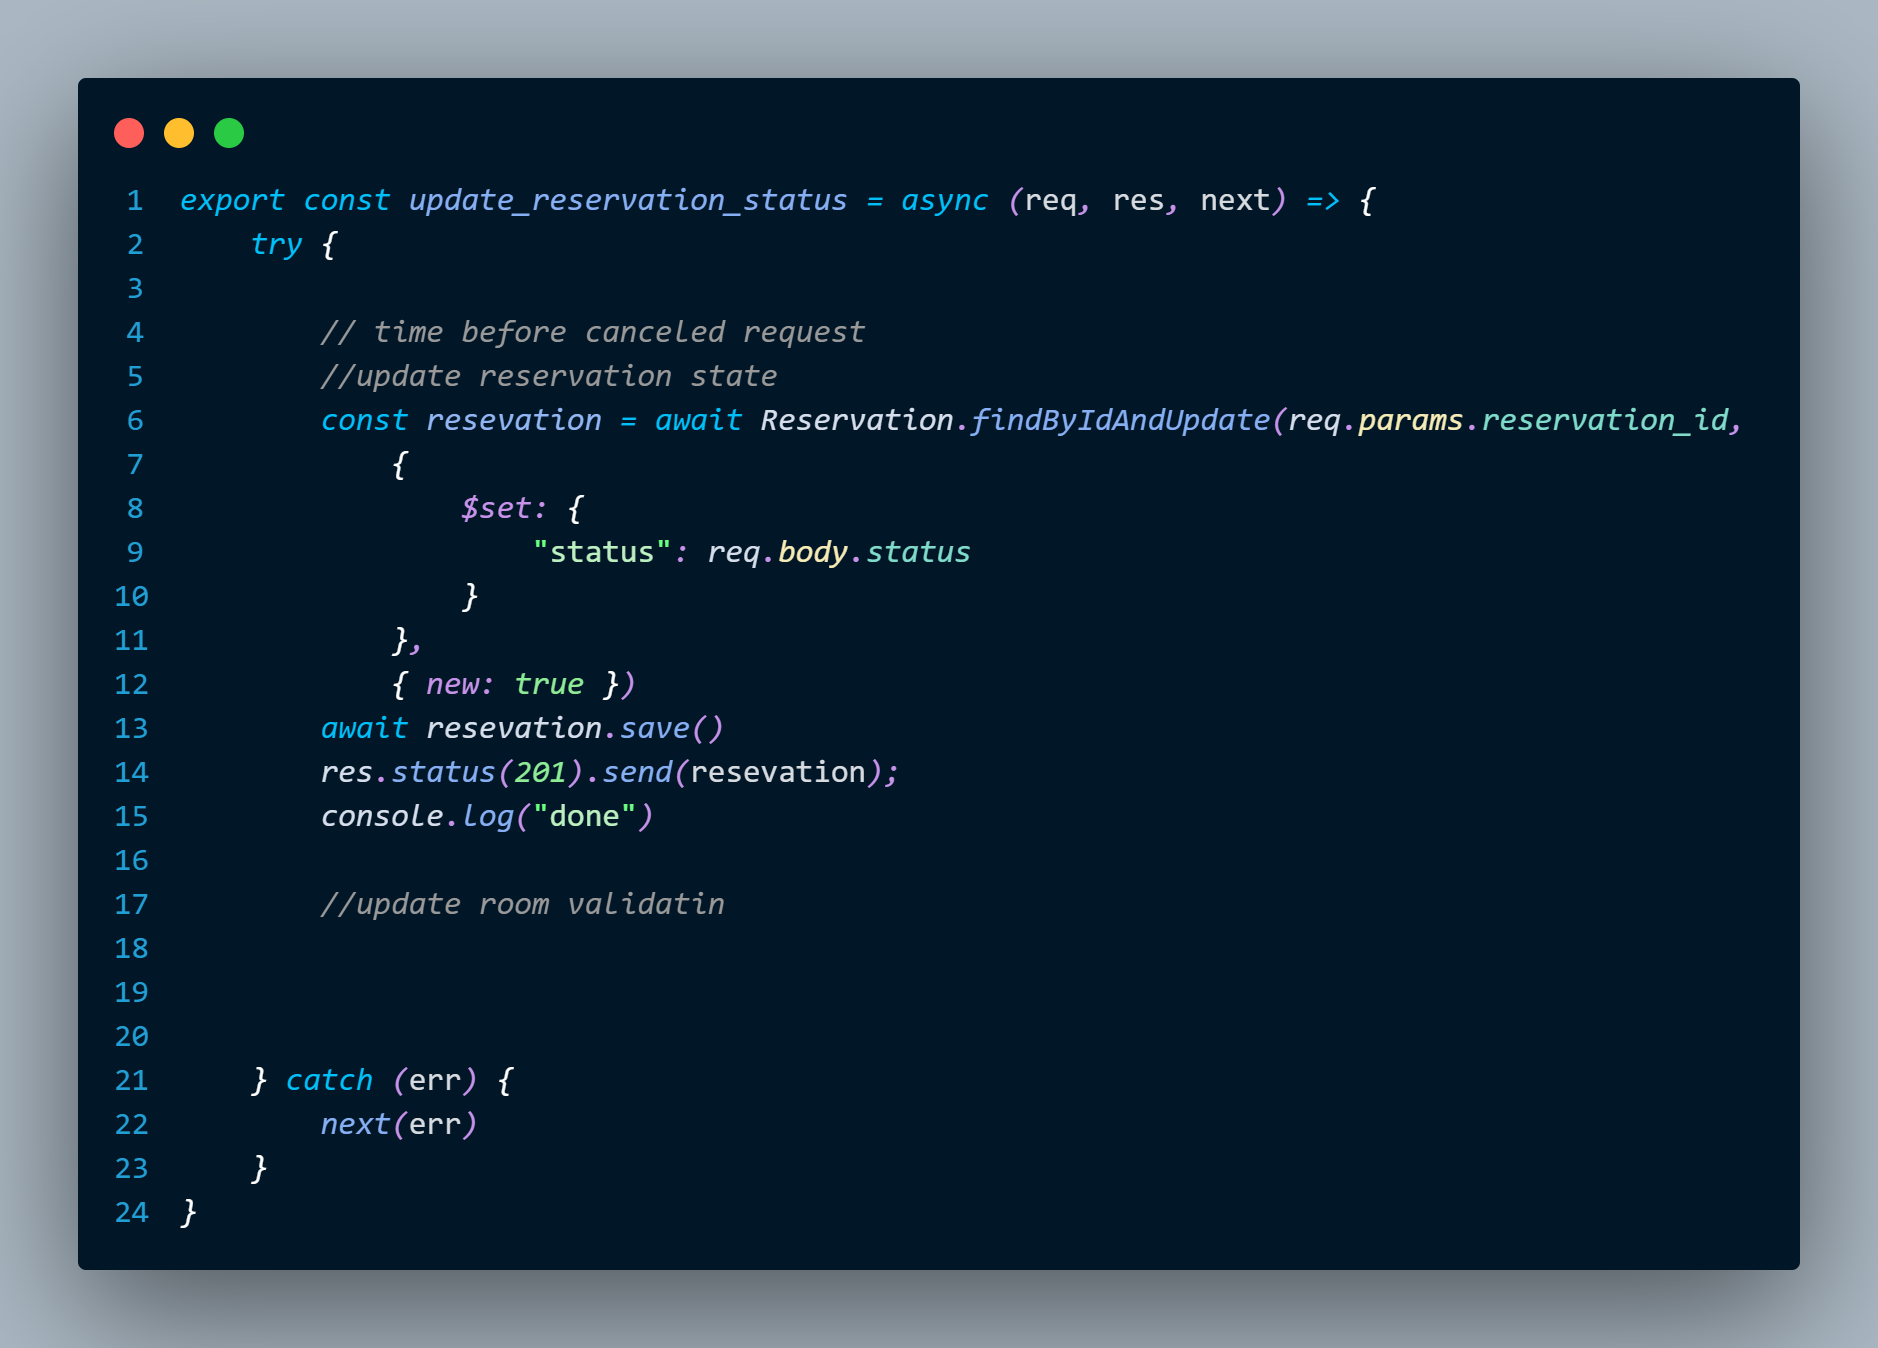 1 export const update_reservation_status = async (req, res, next) => {
2     try {
3
4         // time before canceled request
5         //update reservation state
6         const resevation = await Reservation.findByIdAndUpdate(req.params.reservation_id,
7             {
8                 $set: {
9                     "status": req.body.status
10                 }
11             },
12             { new: true })
13         await resevation.save()
14         res.status(201).send(resevation);
15         console.log("done")
16
17         //update room validatin
18
19
20
21     } catch (err) {
22         next(err)
23     }
24 }